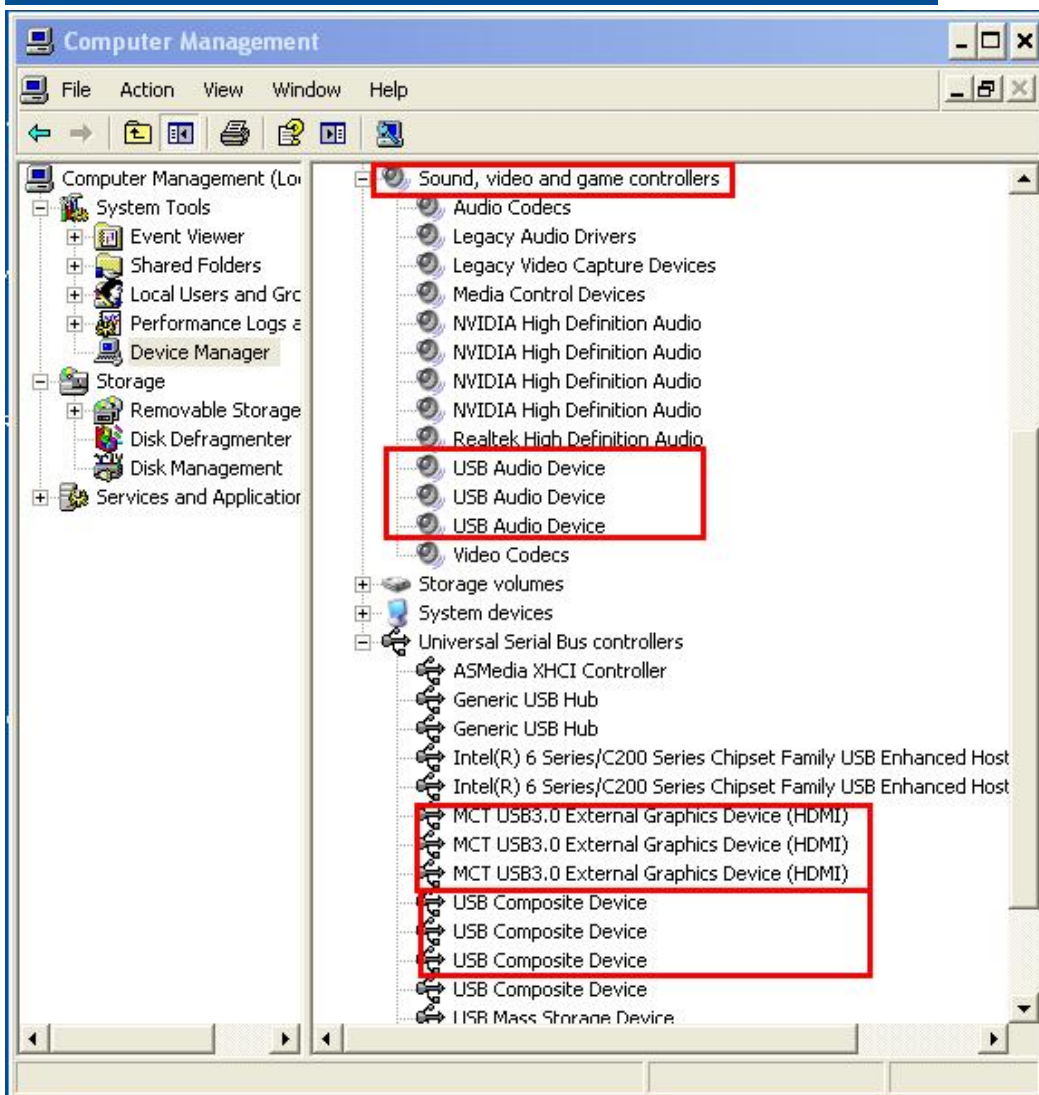 Computer Management
File Action View Window Help
Computer Management (Lo
System Tools
Event Viewer
Shared Folders
Local Users and Grc
Performance Logs a
Device Manager
Storage
Removable Storage
Disk Defragmenter
Disk Management
Services and Application
Sound, video and game controllers
Audio Codecs
Legacy Audio Drivers
Legacy Video Capture Devices
Media Control Devices
NVIDIA High Definition Audio
NVIDIA High Definition Audio
NVIDIA High Definition Audio
NVIDIA High Definition Audio
Realtek High Definition Audio
USB Audio Device
USB Audio Device
USB Audio Device
Video Codecs
Storage volumes
System devices
Universal Serial Bus controllers
ASMedia XHCI Controller
Generic USB Hub
Generic USB Hub
Intel(R) 6 Series/C200 Series Chipset Family USB Enhanced Host
Intel(R) 6 Series/C200 Series Chipset Family USB Enhanced Host
MCT USB3.0 External Graphics Device (HDMI)
MCT USB3.0 External Graphics Device (HDMI)
MCT USB3.0 External Graphics Device (HDMI)
USB Composite Device
USB Composite Device
USB Composite Device
USB Composite Device
USB Mass Storage Device